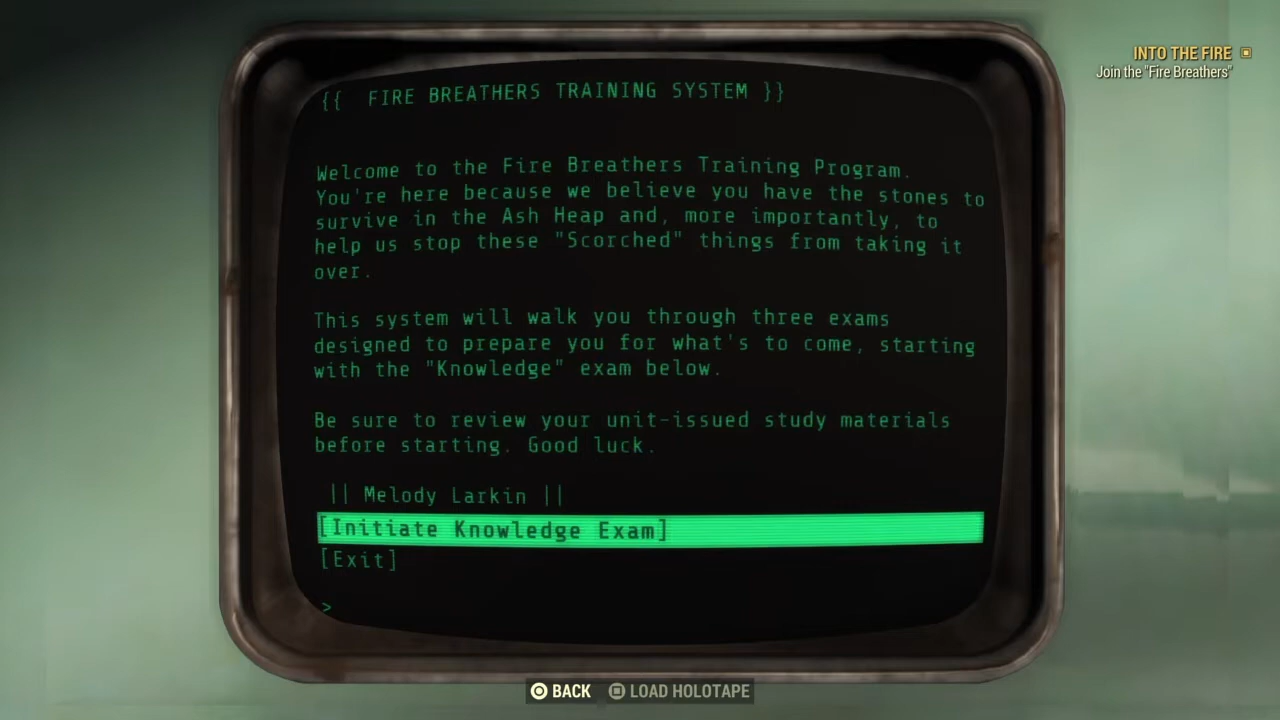 INTO THE FIRE
Join the "Fire Breathers"
{{ FIRE BREATHERS TRAINING SYSTEM }}
Welcome to the Fire Breathers Training Program.
You're here because we believe you have the stones to
survive in the Ash Heap and, more importantly, to
help us stop these "Scorched" things from taking it
over.
This system will walk you through three exams
designed to prepare you for what's to come, starting
with the "Knowledge" exam below.
Be sure to review your unit-issued study materials
before starting. Good luck.
|| Melody Larkin ||
[Initiate Knowledge Exam]
[Exit]
>
BACK LOAD HOLOTAPE